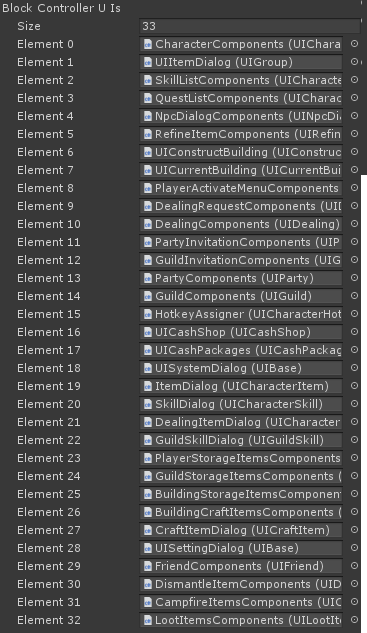 Block Controller U Is
Size 33
Element 0 CharacterComponents (UIChara
Element 1 UIItemDialog (UIGroup)
Element 2 SkillListComponents (UICharacte
Element 3 QuestListComponents (UICharac
Element 4 NpcDialogComponents (UINpcDi
Element 5 RefineItemComponents (UIRefin
Element 6 UIConstructBuilding (UIConstruc
Element 7 UICurrentBuilding (UICurrentBui
Element 8 PlayerActivateMenuComponents
Element 9 DealingRequestComponents (UID
Element 10 DealingComponents (UIDealing)
Element 11 PartyInvitationComponents (UIP
Element 12 GuildInvitationComponents (UIG
Element 13 PartyComponents (UIParty)
Element 14 GuildComponents (UIGuild)
Element 15 HotkeyAssigner (UICharacterHot
Element 16 UICashShop (UICashShop)
Element 17 UICashPackages (UICashPackag
Element 18 UISystemDialog (UIBase)
Element 19 ItemDialog (UICharacterItem)
Element 20 SkillDialog (UICharacterSkill)
Element 21 DealingItemDialog (UICharacter
Element 22 GuildSkillDialog (UIGuildSkill)
Element 23 PlayerStorageItemsComponents
Element 24 GuildStorageItemsComponents (
Element 25 BuildingStorageItemsComponen
Element 26 BuildingCraftItemsComponents (
Element 27 CraftItemDialog (UICraftItem)
Element 28 UISettingDialog (UIBase)
Element 29 FriendComponents (UIFriend)
Element 30 DismantleItemComponents (UID
Element 31 CampfireItemsComponents (UIC
Element 32 LootItemsComponents (UILootIt